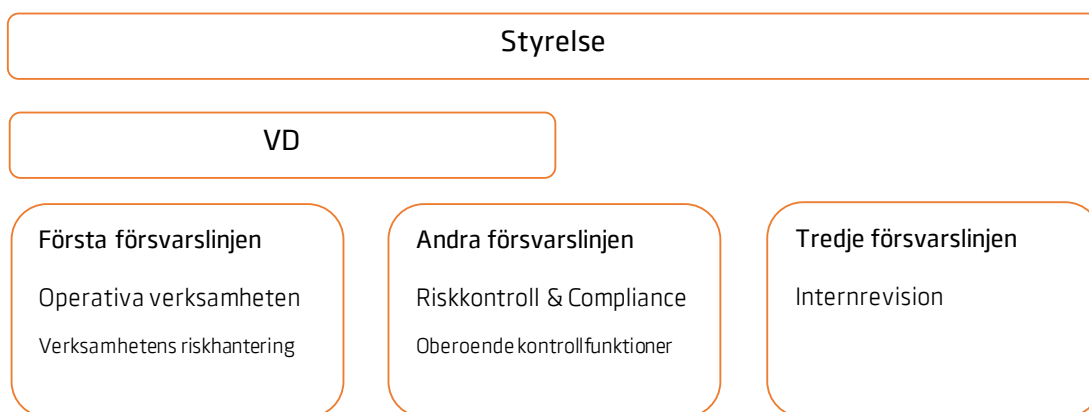 Styrelse
VD
Första försvarslinjen
Operativa verksamheten
Verksamhetens riskhantering
Andra försvarslinjen
Riskkontroll & Compliance
Oberoende kontrollfunktioner
Tredje försvarslinjen
Internrevision